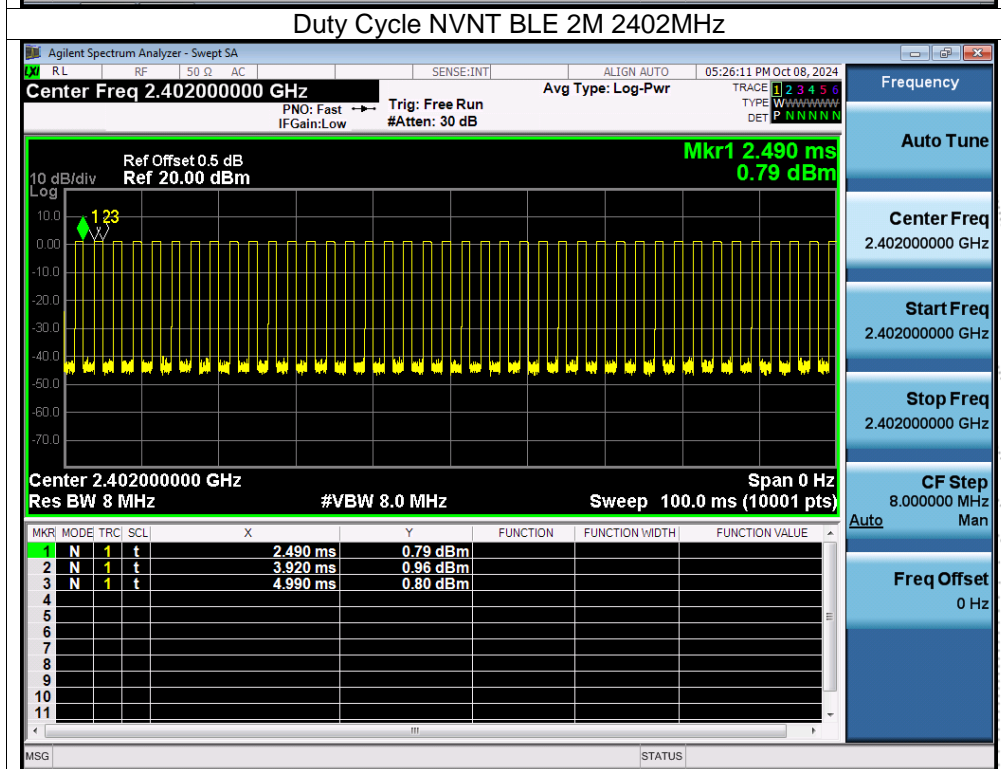 Duty Cycle NVNT BLE 2M 2402MHz
Agilent Spectrum Analyzer - Swept SA
LXI RL RF 50 Ω AC SENSE:INT ALIGN AUTO 05:26:11 PM Oct 08, 2024
Center Freq 2.402000000 GHz
PNO: Fast
IFGain:Low
Trig: Free Run
#Atten: 30 dB
Avg Type: Log-Pwr
TRACE 1 2 3 4 5 6
TYPE WWWWWWW
DET P N N N N N
Ref Offset 0.5 dB
10 dB/div Ref 20.00 dBm
Log
Mkr1 2.490 ms
0.79 dBm
10.0
0.00
-10.0
-20.0
-30.0
-40.0
-50.0
-60.0
-70.0
1 2 3
Center 2.402000000 GHz Span 0 Hz
Res BW 8 MHz #VBW 8.0 MHz Sweep 100.0 ms (10001 pts)
MKR MODE TRC SCL X Y FUNCTION FUNCTION WIDTH FUNCTION VALUE
1 N 1 t 2.490 ms 0.79 dBm
2 N 1 t 3.920 ms 0.96 dBm
3 N 1 t 4.990 ms 0.80 dBm
4
5
6
7
8
9
10
11
MSG STATUS
Frequency
Auto Tune
Center Freq
2.402000000 GHz
Start Freq
2.402000000 GHz
Stop Freq
2.402000000 GHz
CF Step
8.000000 MHz
Auto Man
Freq Offset
0 Hz